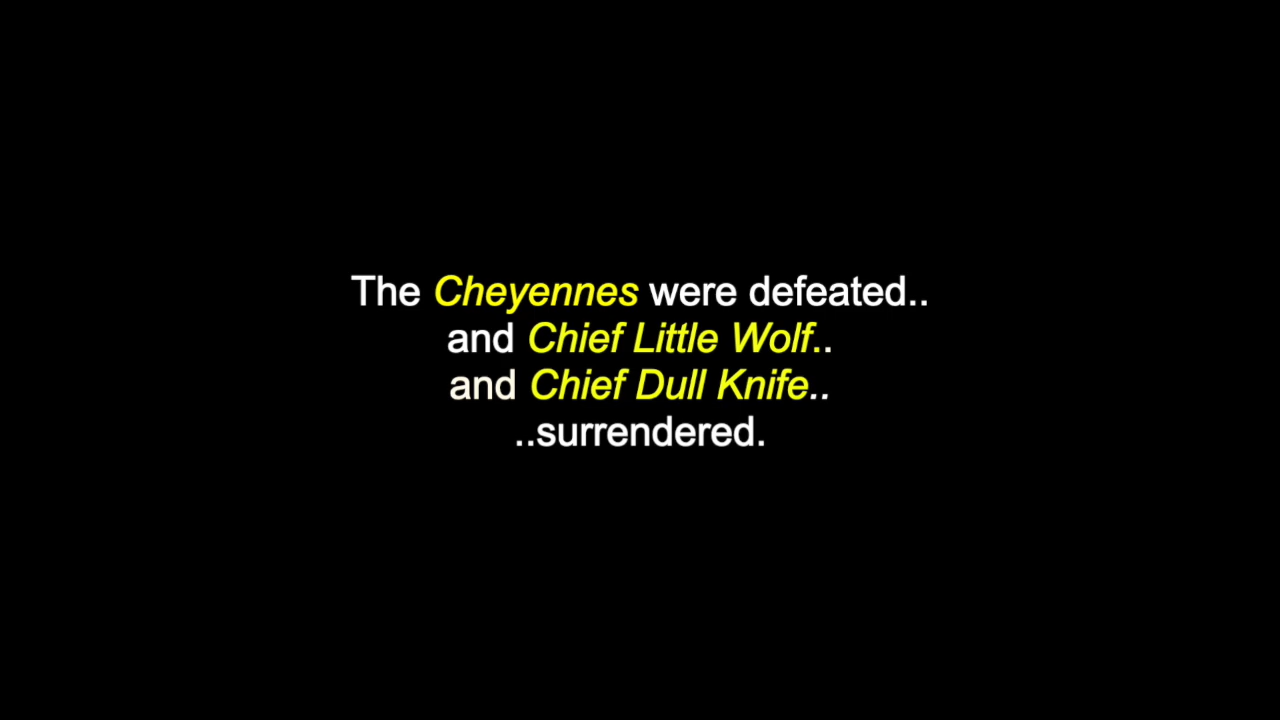 The Cheyennes were defeated..
and Chief Little Wolf..
and Chief Dull Knife..
..surrendered.